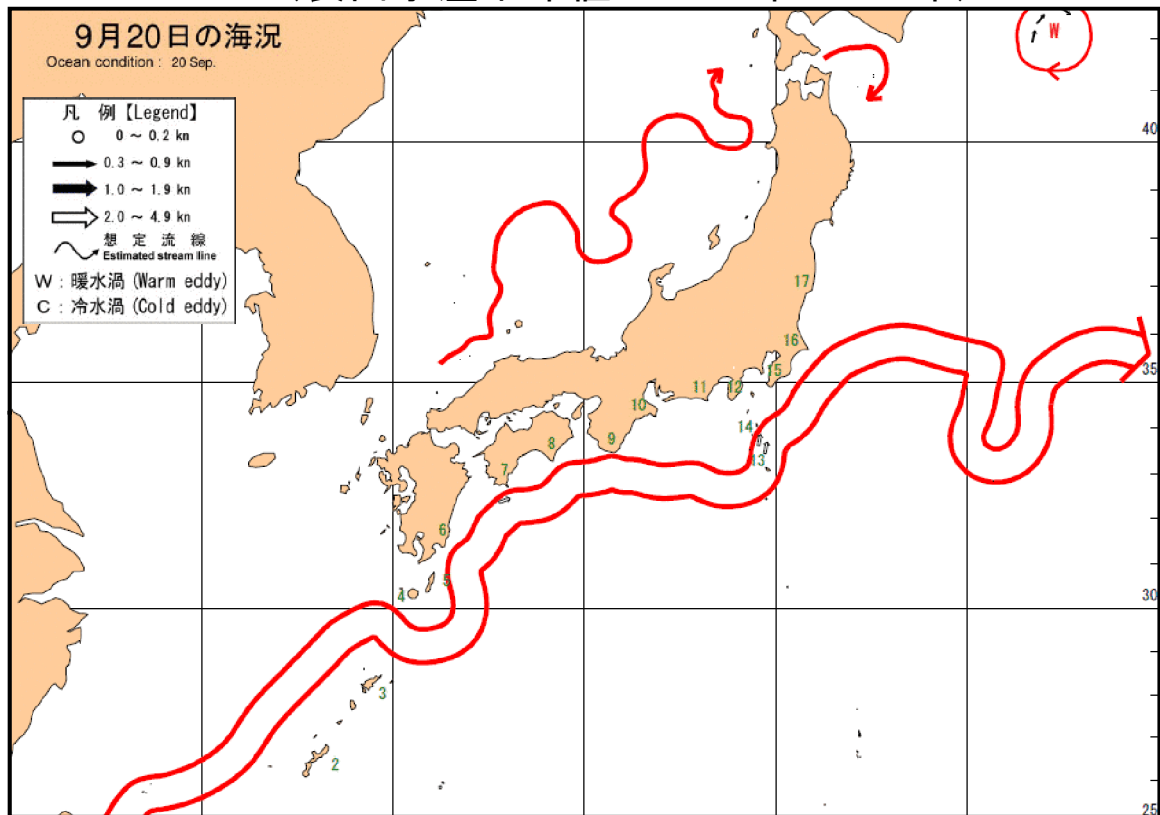 9月20日の海況
Ocean condition : 20 Sep.
凡 例【Legend】
0 ~ 0.2 kn
0.3 ~ 0.9 kn
1.0 ~ 1.9 kn
2.0 ~ 4.9 kn
想 定 流 線
Estimated stream line
W : 暖水渦 (Warm eddy)
C : 冷水渦 (Cold eddy)
W
40
17
16
35
15
12
11
10
14
9
8
13
7
6
5
4
30
3
2
25